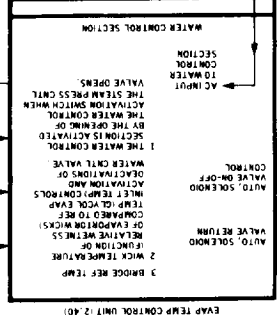 EVAP TEMP CONTROL UNIT (2.40)
3 BRIDGE REF TEMP
2 WICK TEMPERATURE
(FUNCTION OF
RELATIVE WETNESS
OF EVAPORATOR WICKS)
COMPARED TO REF
TEMP (GLYCOL EVAP
INLET TEMP) CONTROLS
ACTIVATION AND
DEACTIVATIONS OF
WATER CNTL VALVE.
1 THE WATER CONTROL
SECTION IS ACTIVATED
BY THE OPENING OF
THE WATER CONTROL
ACTIVATION SWITCH WHEN
THE STEAM PRESS CNTL
VALVE OPENS.
AUTO, SOLENOID
VALVE RETURN
AUTO, SOLENOID
VALVE ON-OFF
CONTROL
AC INPUT
TO WATER
CONTROL
SECTION
WATER CONTROL SECTION